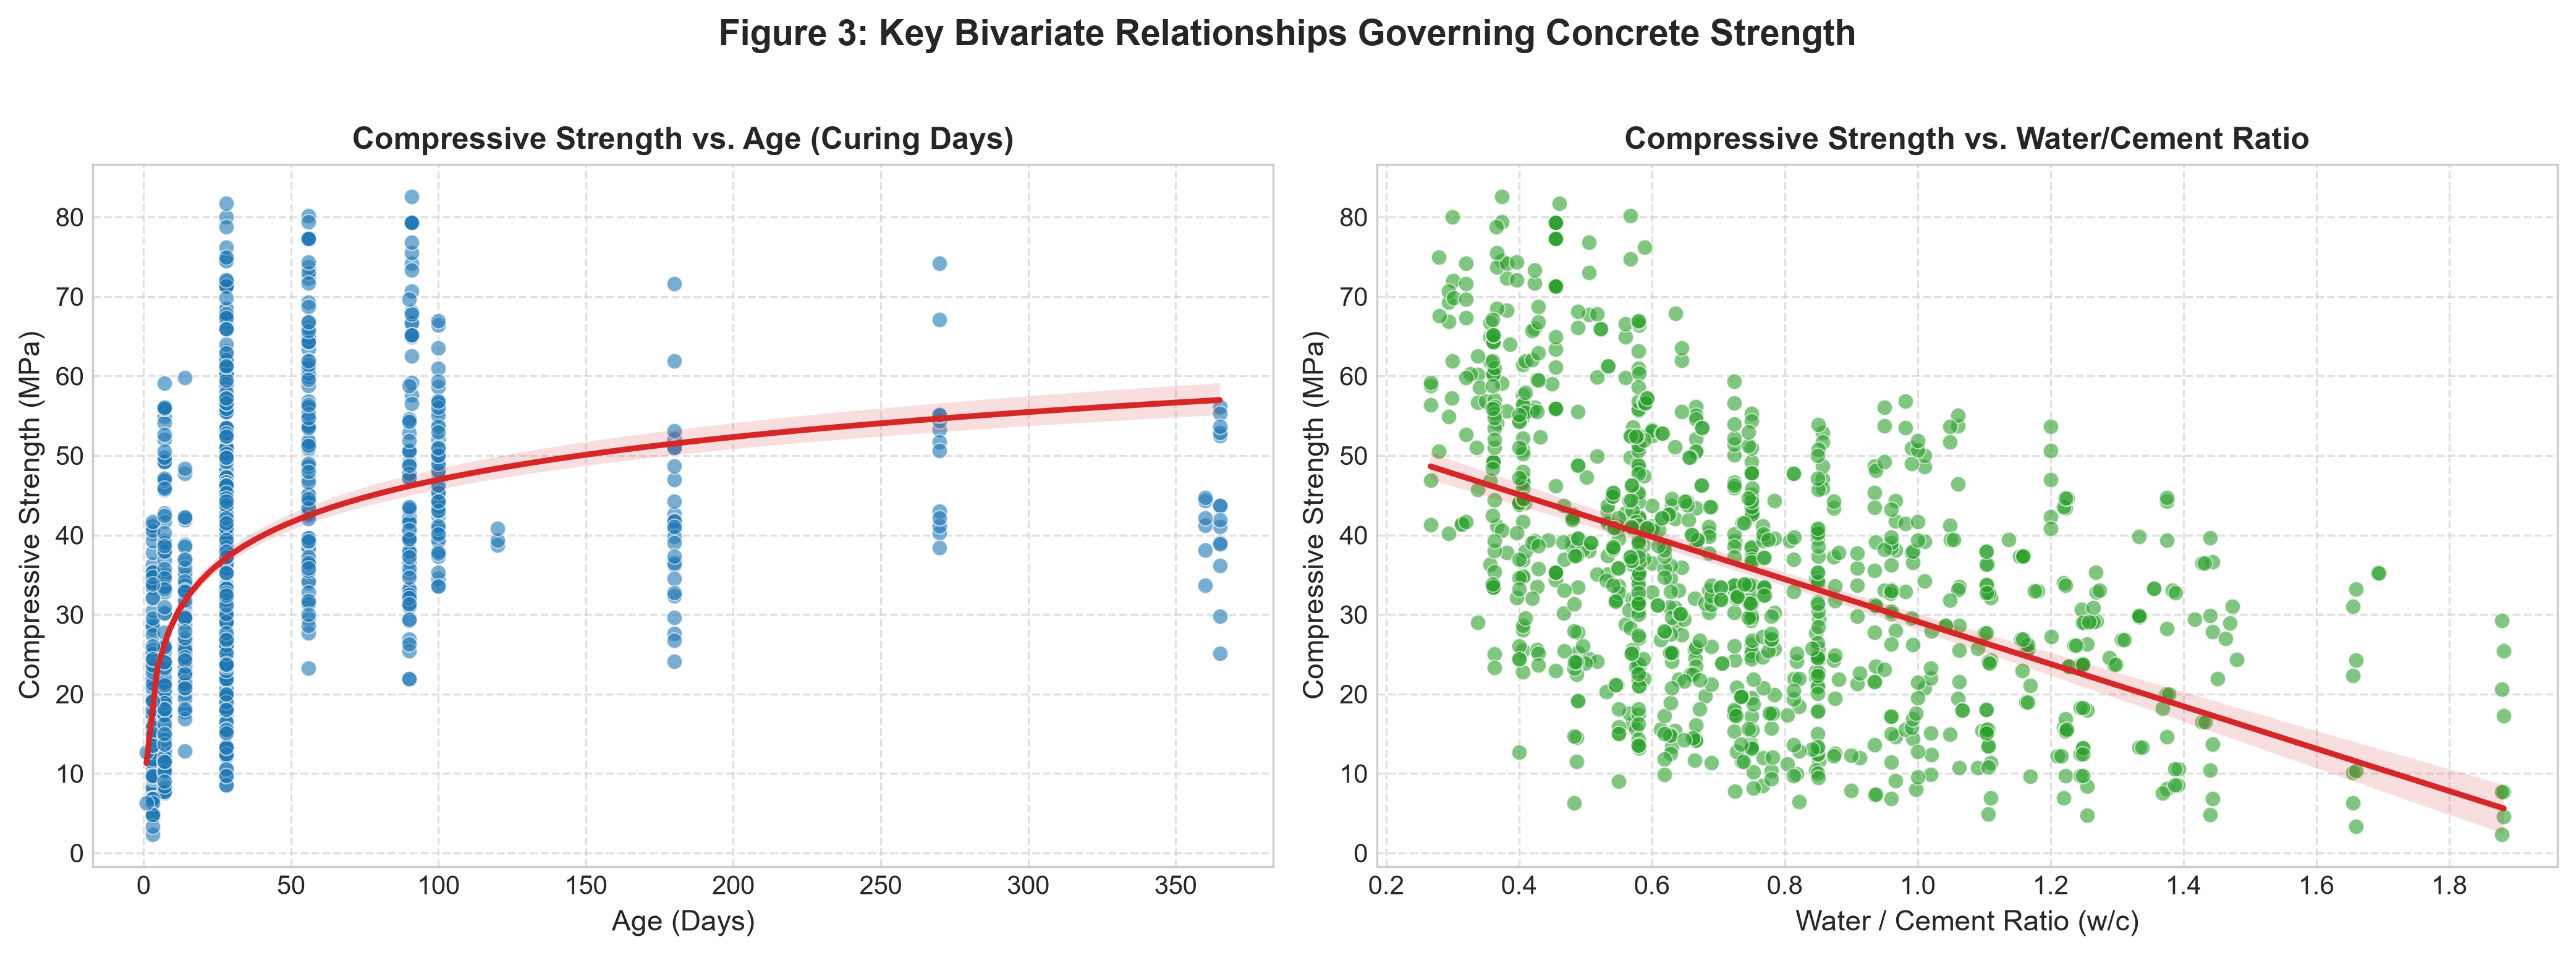 Figure 3: Key Bivariate Relationships Governing Concrete Strength
Compressive Strength vs. Age (Curing Days)
Compressive Strength (MPa)
80
70
60
50
40
30
20
10
0
0 50 100 150 200 250 300 350
Age (Days)
Compressive Strength vs. Water/Cement Ratio
Compressive Strength (MPa)
80
70
60
50
40
30
20
10
0
0.2 0.4 0.6 0.8 1.0 1.2 1.4 1.6 1.8
Water / Cement Ratio (w/c)